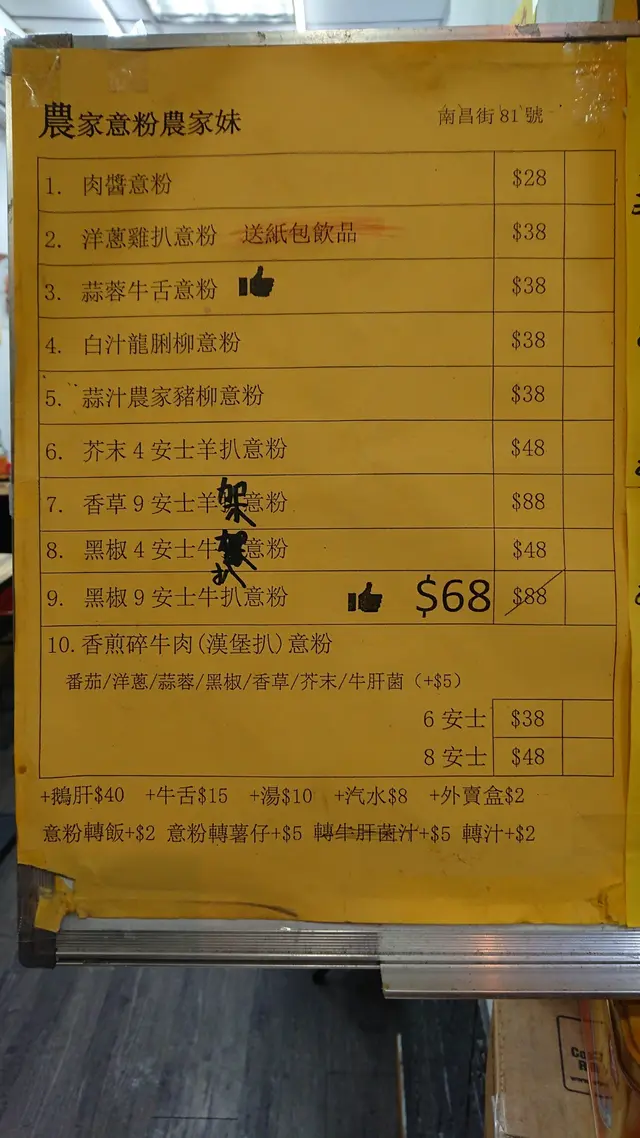 農家意粉農家妹 南昌街 81 號
1. 肉醬意粉 $28
2. 洋蔥雞扒意粉 送紙包飲品 $38
3. 蒜蓉牛舌意粉 $38
4. 白汁龍脷柳意粉 $38
5. 蒜汁農家豬柳意粉 $38
6. 芥末 4 安士羊扒意粉 $48
7. 香草 9 安士羊架意粉 $88
8. 黑椒 4 安士牛扒意粉 $48
9. 黑椒 9 安士牛扒意粉 $68 $88
10. 香煎碎牛肉(漢堡扒)意粉
番茄/洋蔥/蒜蓉/黑椒/香草/芥末/牛肝菌 (+$5)
6 安士 $38
8 安士 $48
+鵝肝$40 +牛舌$15 +湯$10 +汽水$8 +外賣盒$2
意粉轉飯+$2 意粉轉薯仔+$5 轉牛肝菌汁+$5 轉汁+$2